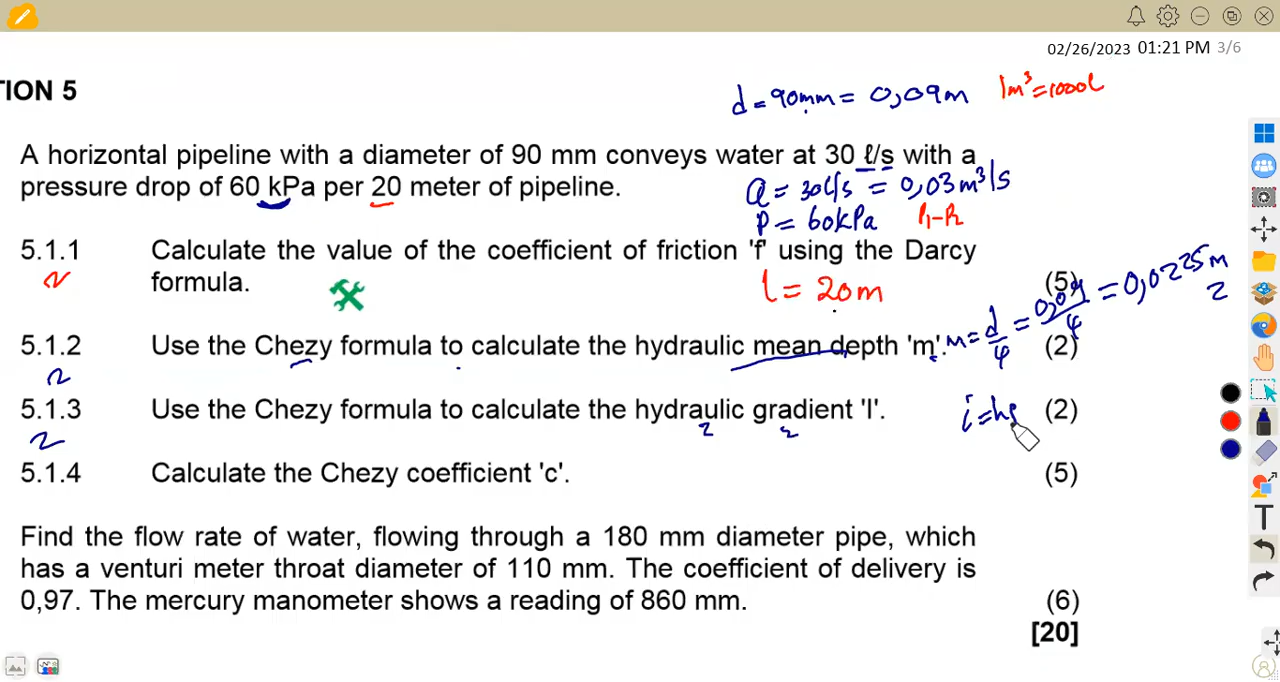 02/26/2023 01:21 PM 3/6
TION 5
d = 90mm = 0,09m
1m³ = 1000L
A horizontal pipeline with a diameter of 90 mm conveys water at 30 ℓ/s with a
pressure drop of 60 kPa per 20 meter of pipeline.
Q = 30L/s = 0,03m³/s
P = 60kPa P₁-P₂
5.1.1 Calculate the value of the coefficient of friction 'f' using the Darcy
formula. (5)
l = 20m
5.1.2 Use the Chezy formula to calculate the hydraulic mean depth 'm'. (2)
m = d/4 = 0,09/4 = 0,0225m
5.1.3 Use the Chezy formula to calculate the hydraulic gradient 'I'. (2)
i = hf
5.1.4 Calculate the Chezy coefficient 'c'. (5)
Find the flow rate of water, flowing through a 180 mm diameter pipe, which
has a venturi meter throat diameter of 110 mm. The coefficient of delivery is
0,97. The mercury manometer shows a reading of 860 mm. (6)
[20]
T